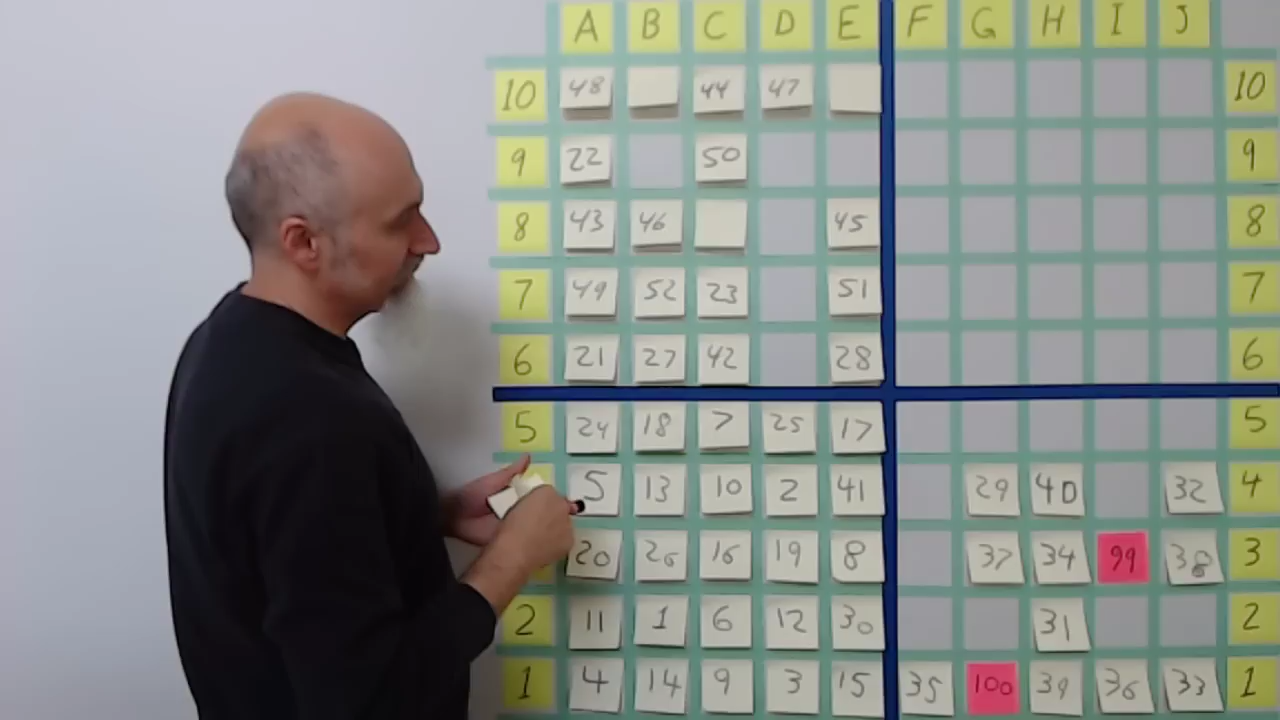 A B C D E F G H I J
10 48 44 47 10
9 22 50 9
8 43 46 45 8
7 49 52 23 51 7
6 21 27 42 28 6
5 24 18 7 25 17 5
5 13 10 2 41 29 40 32 4
20 26 16 19 8 37 34 99 38 3
2 11 1 6 12 30 31 2
1 4 14 9 3 15 35 100 39 36 33 1